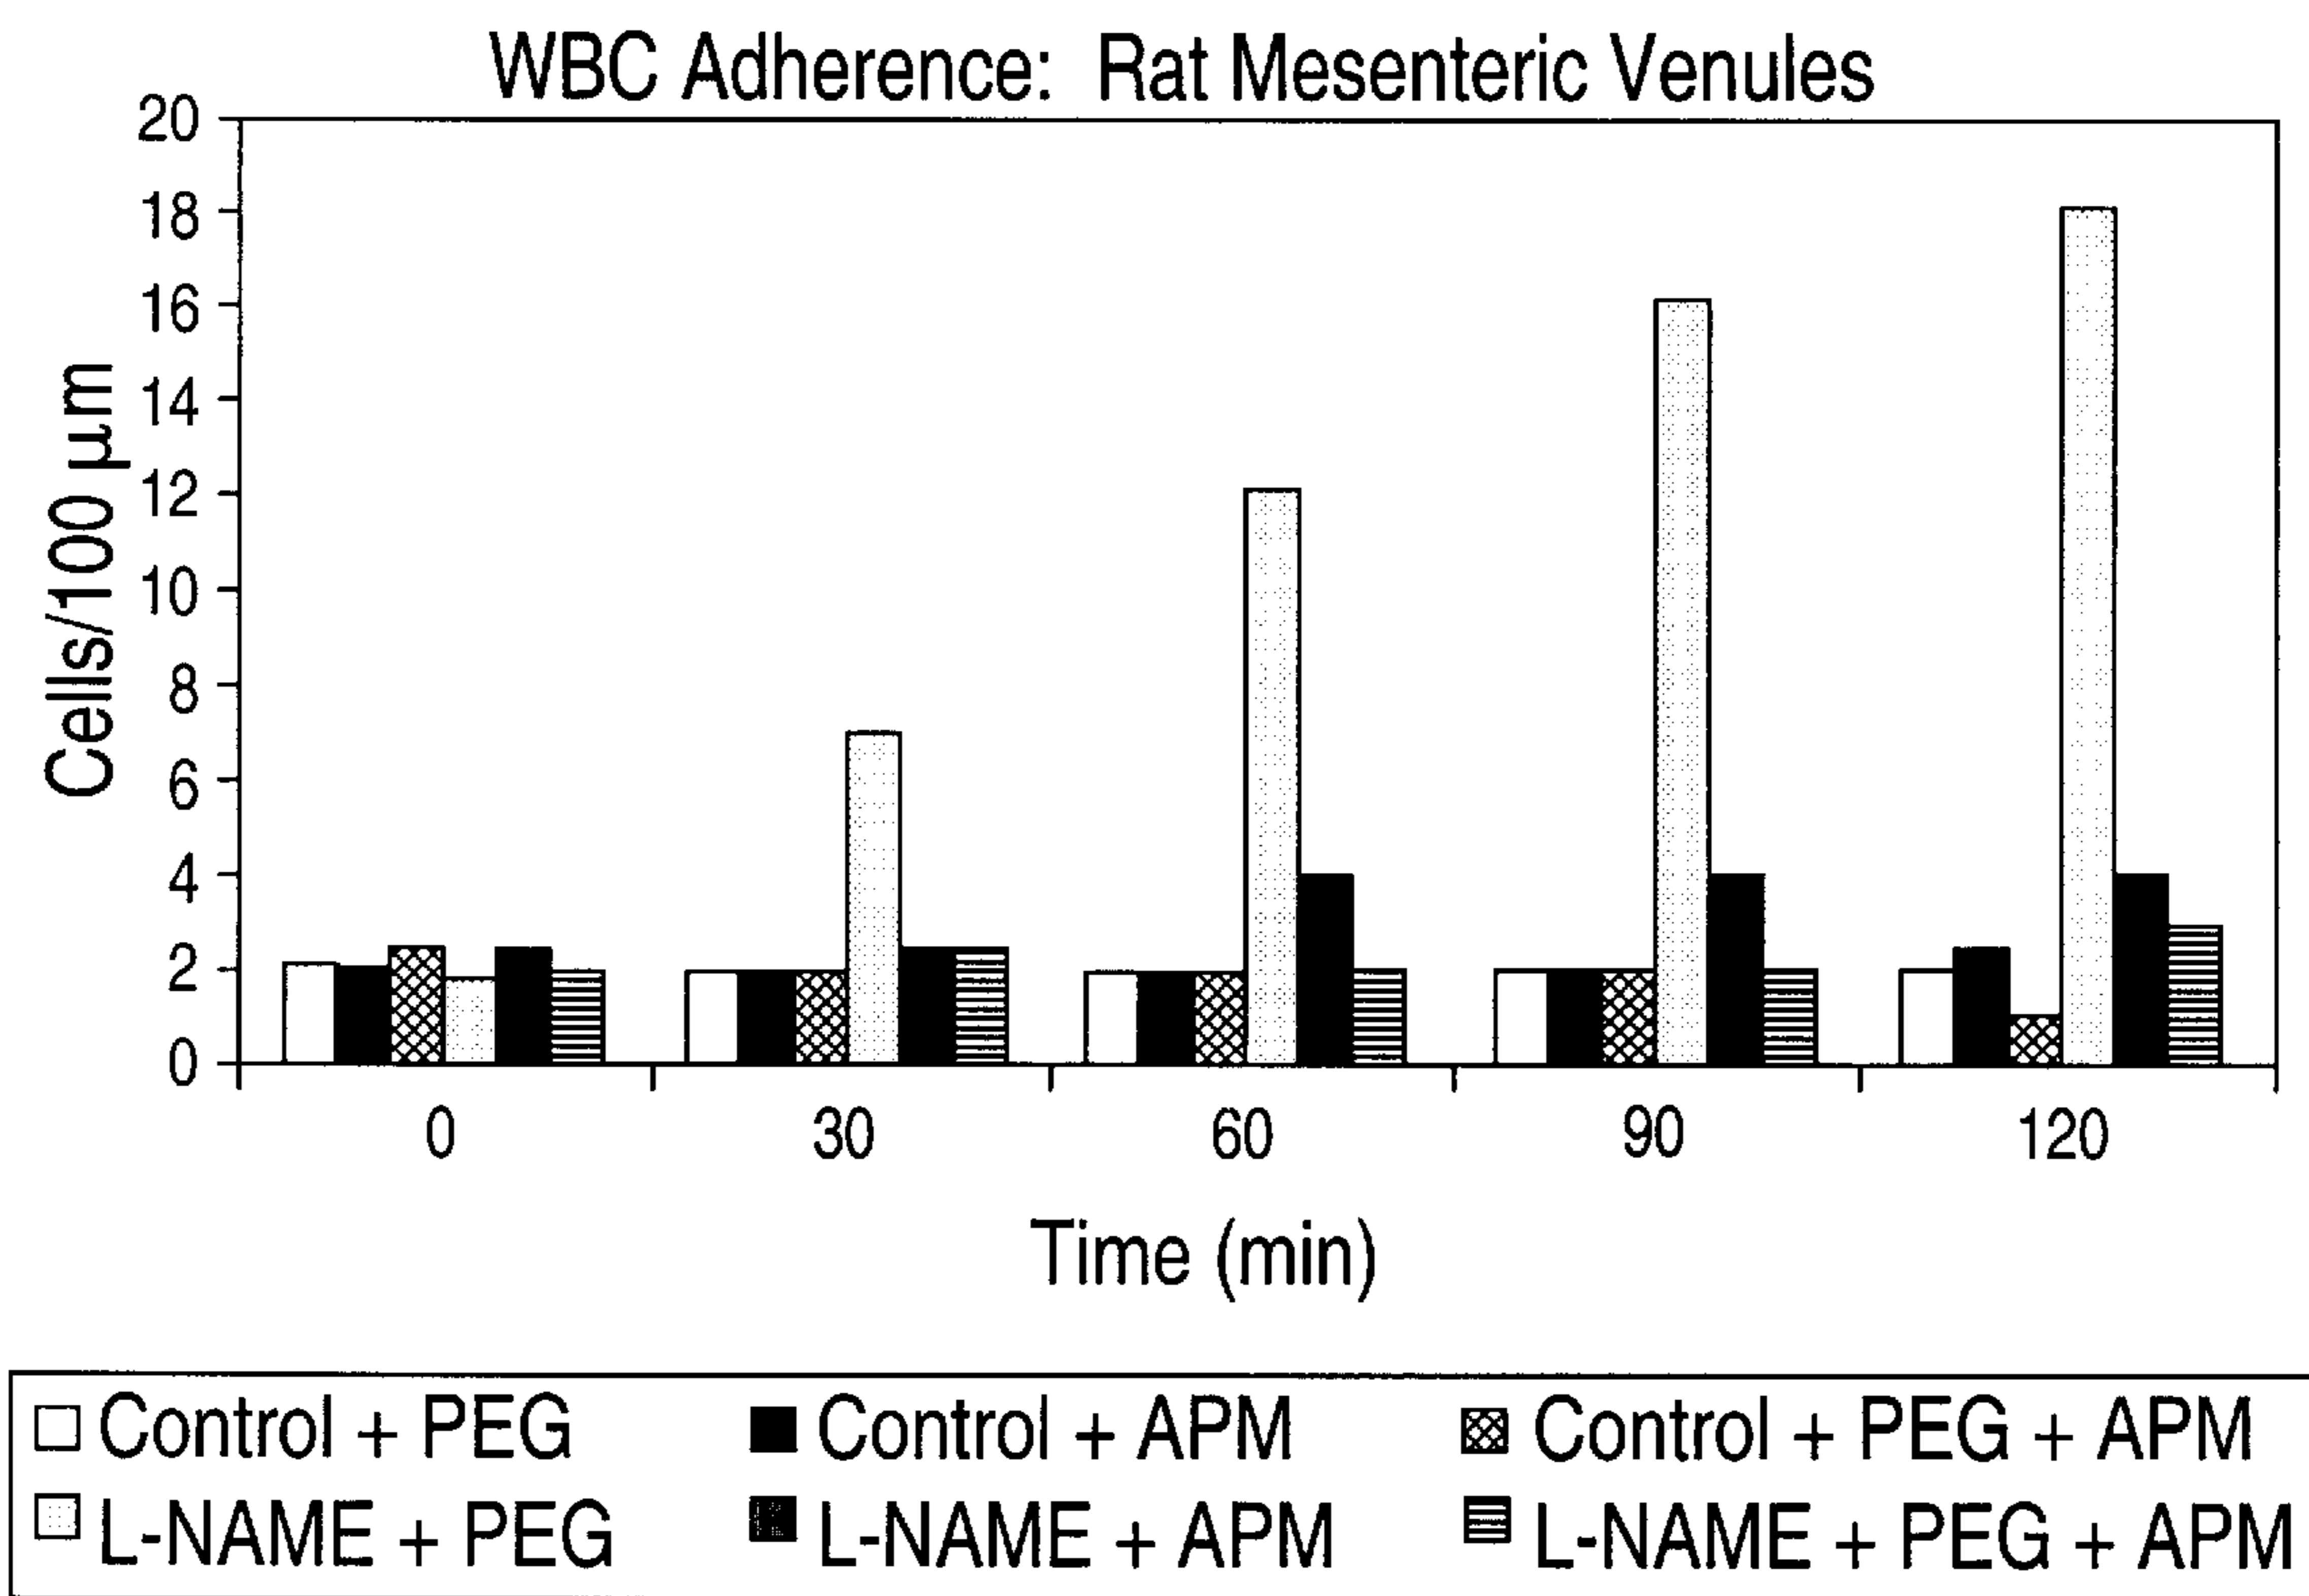 WBC Adherence: Rat Mesenteric Venules
Cells/100 µm
20
18
16
14
12
10
8
6
4
2
0
0 30 60 90 120
Time (min)
Control + PEG Control + APM Control + PEG + APM
L-NAME + PEG L-NAME + APM L-NAME + PEG + APM